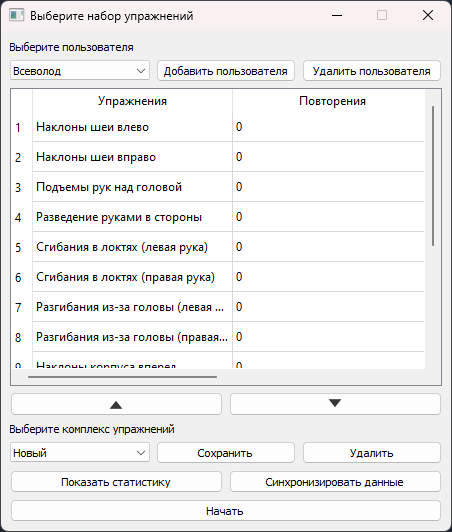 Выберите набор упражнений
Выберите пользователя
Всеволод Добавить пользователя Удалить пользователя
Упражнения Повторения
1 Наклоны шеи влево 0
2 Наклоны шеи вправо 0
3 Подъемы рук над головой 0
4 Разведение руками в стороны 0
5 Сгибания в локтях (левая рука) 0
6 Сгибания в локтях (правая рука) 0
7 Разгибания из-за головы (левая ... 0
8 Разгибания из-за головы (правая... 0
9 Наклоны корпуса вперед 0
Выберите комплекс упражнений
Новый Сохранить Удалить
Показать статистику Синхронизировать данные
Начать